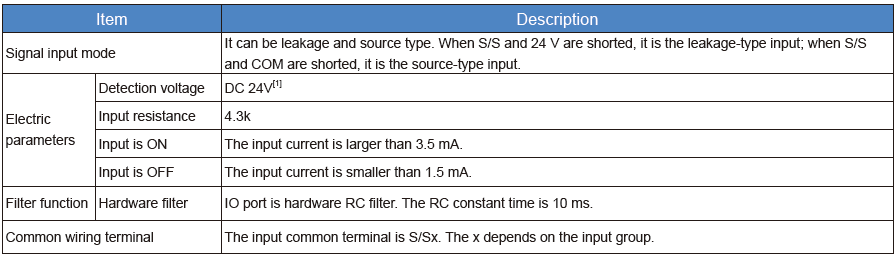 Item Description
Signal input mode
It can be leakage and source type. When S/S and 24 V are shorted, it is the leakage-type input; when S/S
and COM are shorted, it is the source-type input.
Electric
parameters
Detection voltage DC 24V[1]
Input resistance 4.3k
Input is ON The input current is larger than 3.5 mA.
Input is OFF The input current is smaller than 1.5 mA.
Filter function Hardware filter IO port is hardware RC filter. The RC constant time is 10 ms.
Common wiring terminal The input common terminal is S/Sx. The x depends on the input group.